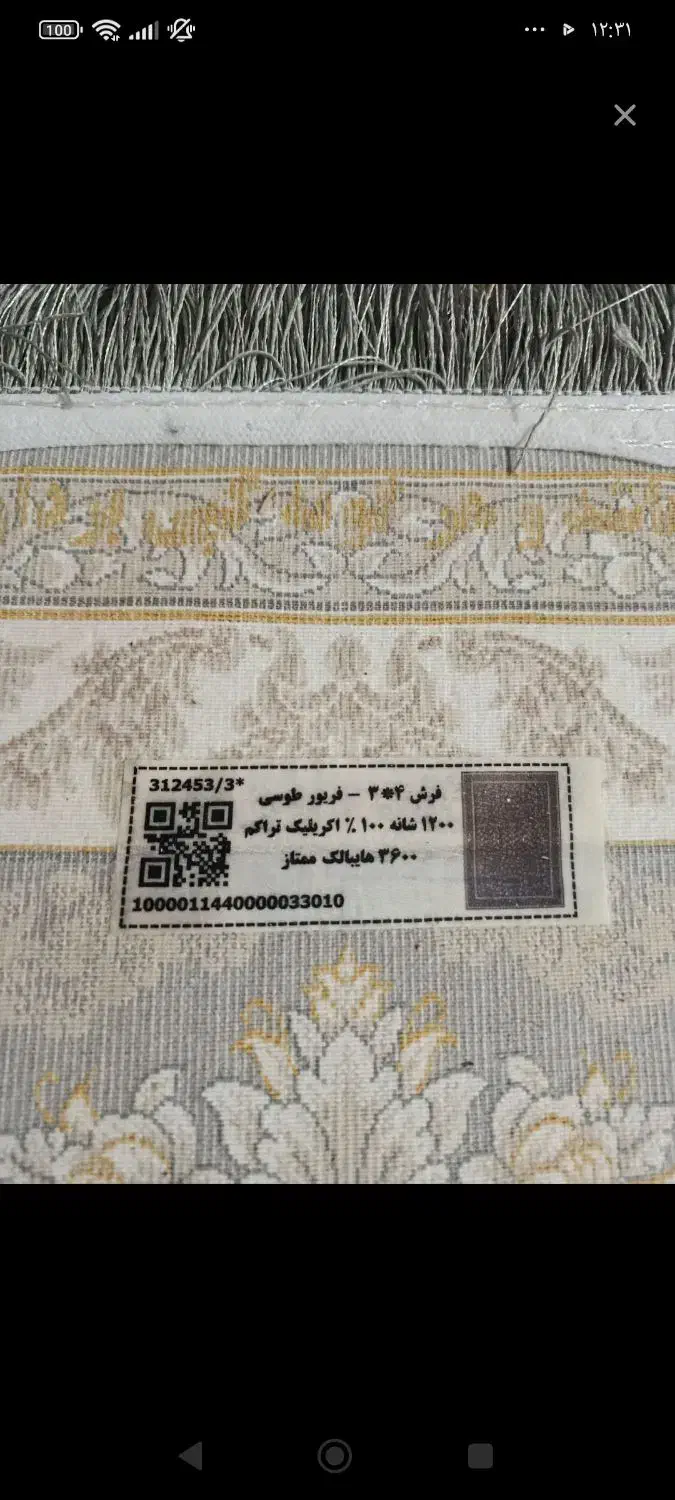 100
۱۲:۳۱
312453/3*
فرش ۴*۳ - فریور طوسی
۱۲۰۰ شانه ۱۰۰ ٪ اکریلیک تراکم
۳۶۰۰ هایبالک ممتاز
1000011440000033010